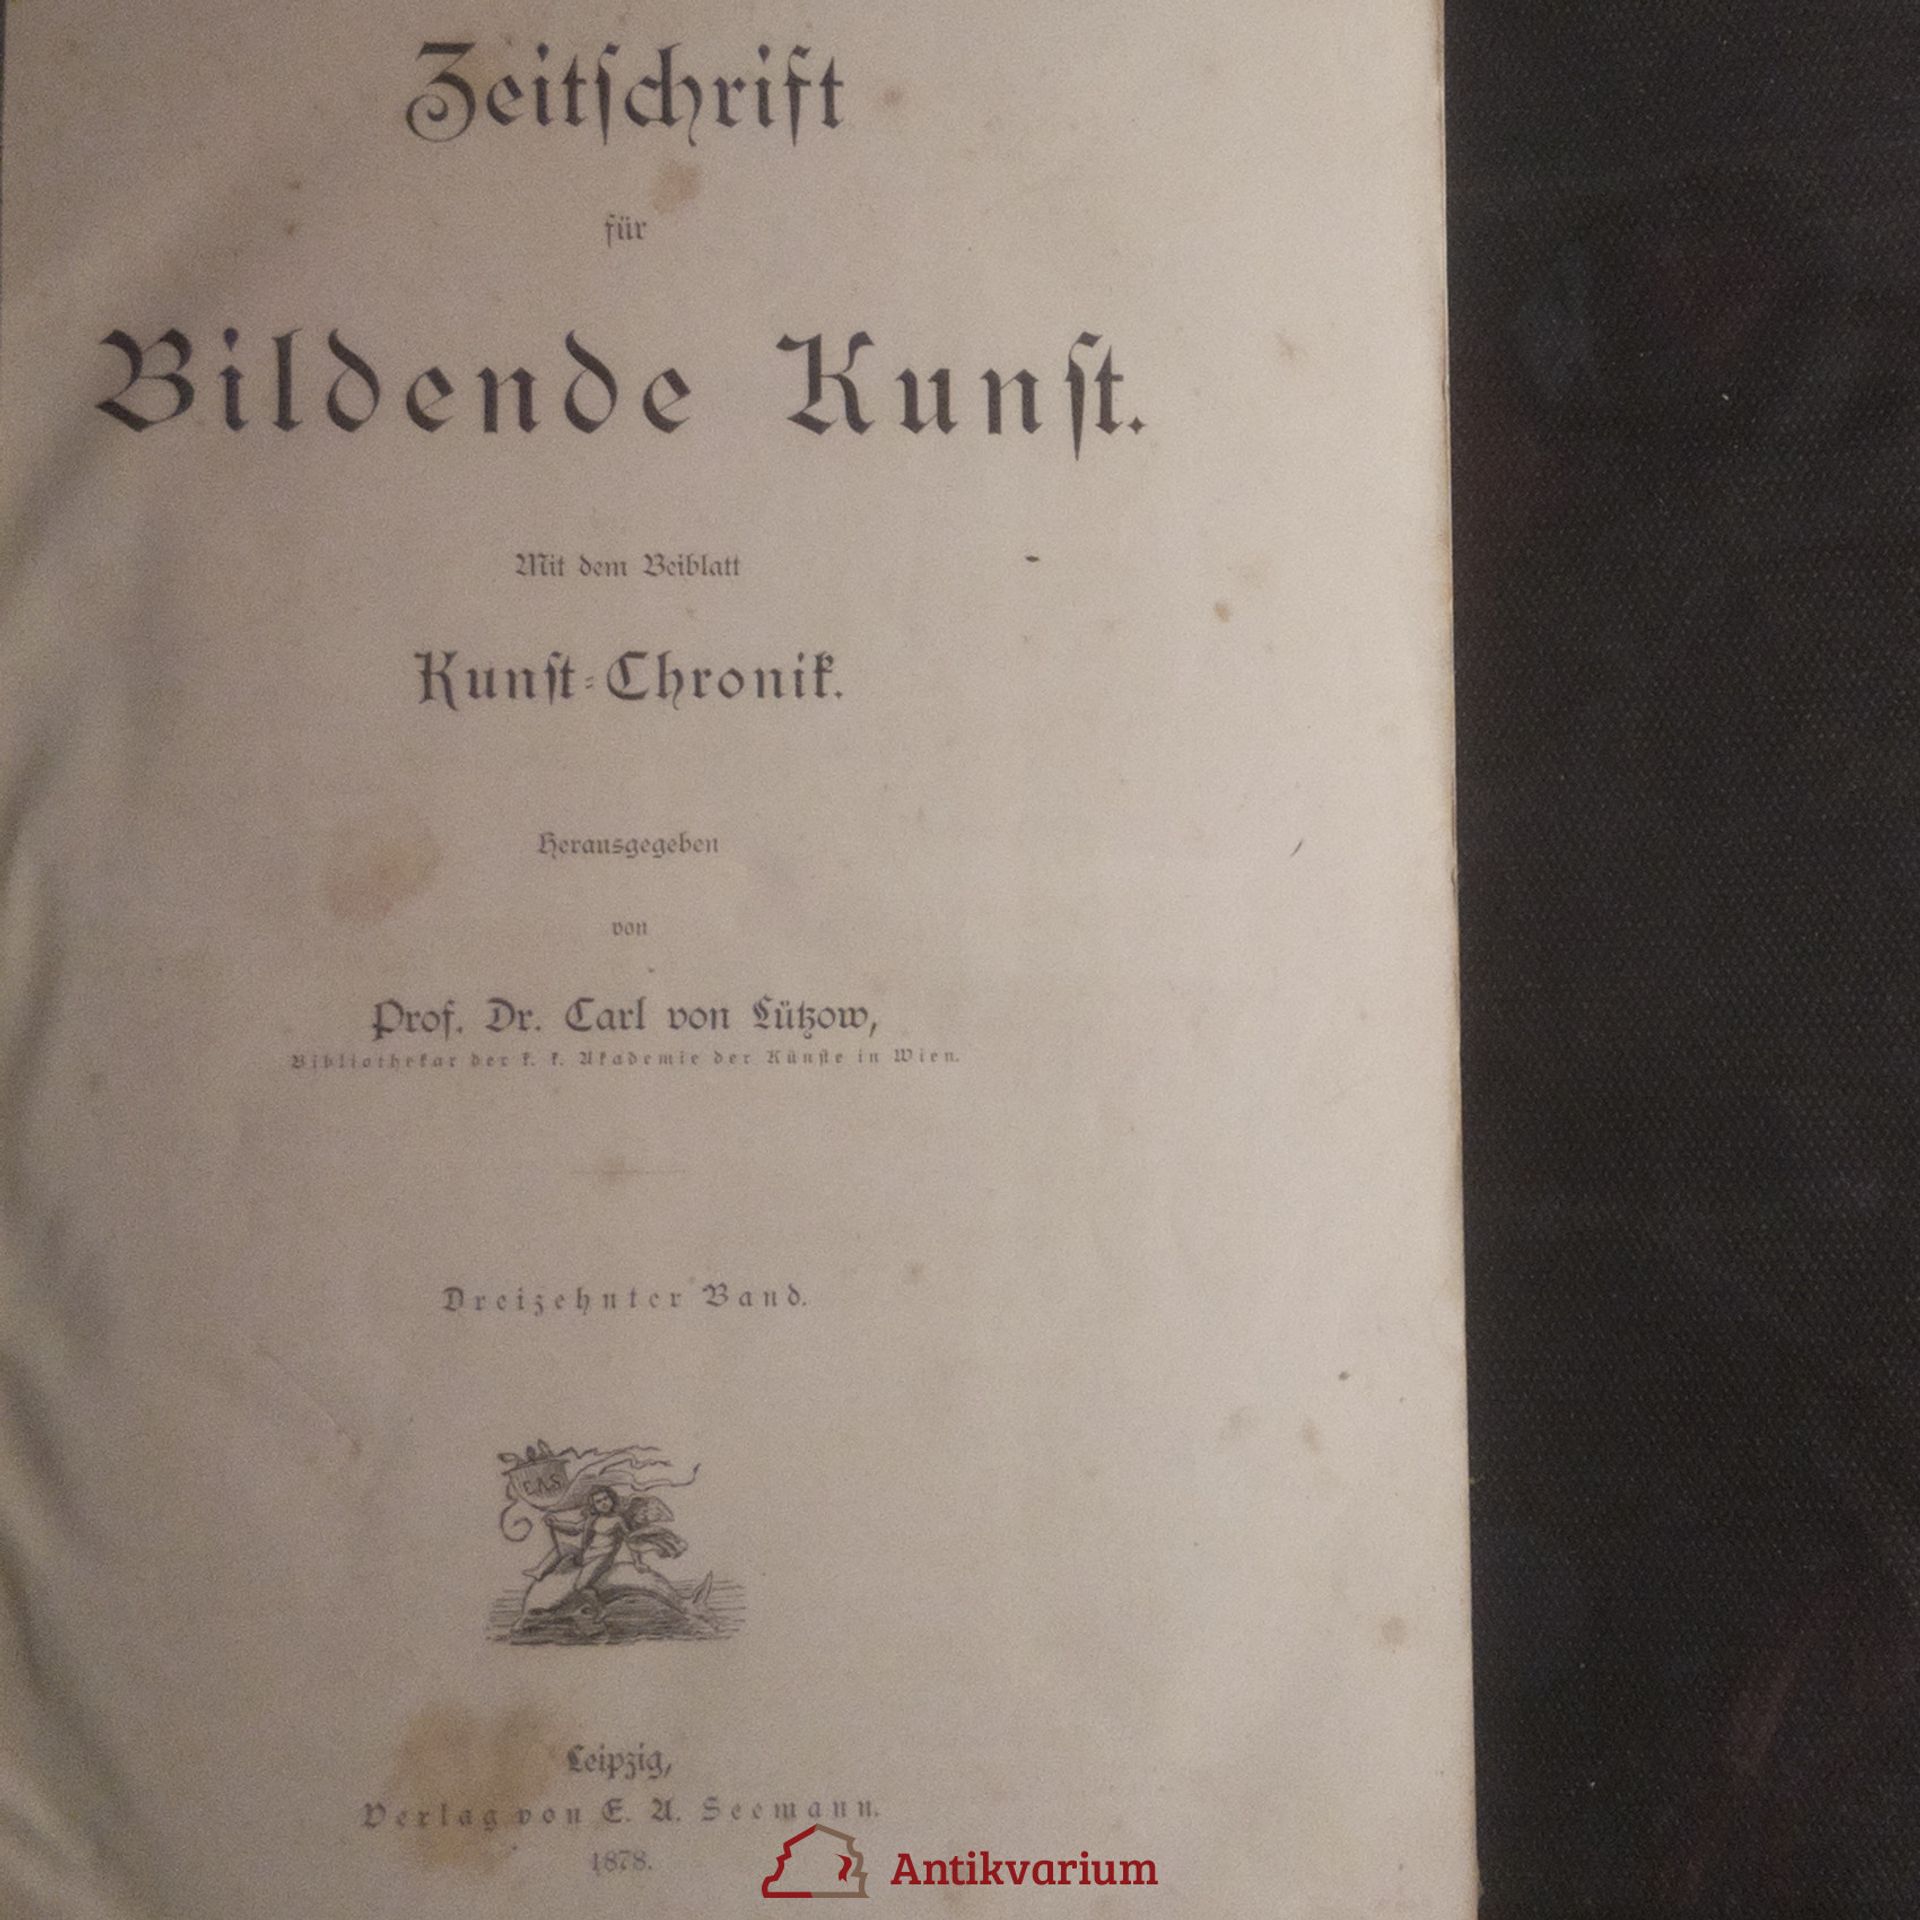 Zeitſchrift
für
Bildende Kunſt.
Mit dem Beiblatt
Kunſt-Chronik.
Herausgegeben
von
Prof. Dr. Carl von Lützow,
Bibliothekar der k. k. Akademie der Künſte in Wien.
Dreizehnter Band.
E.A.S
Leipzig,
Verlag von E. A. Seemann.
1878.
Antikvarium